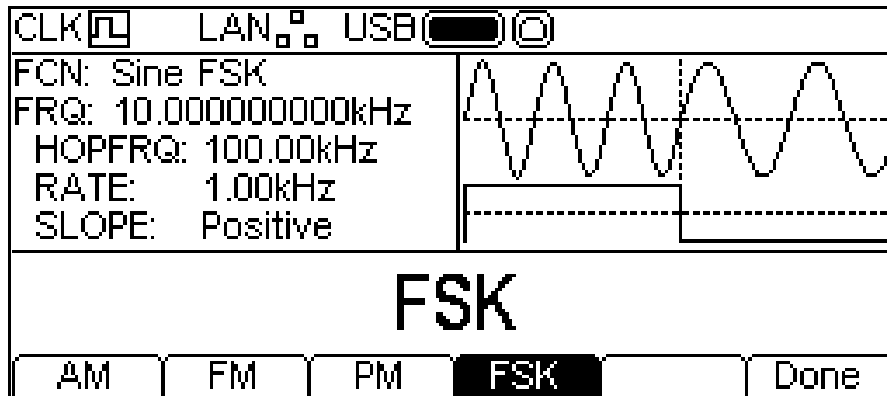 CLK LAN USB
FCN: Sine FSK
FRQ: 10.000000000kHz
HOPFRQ: 100.00kHz
RATE: 1.00kHz
SLOPE: Positive
FSK
AM FM PM FSK Done